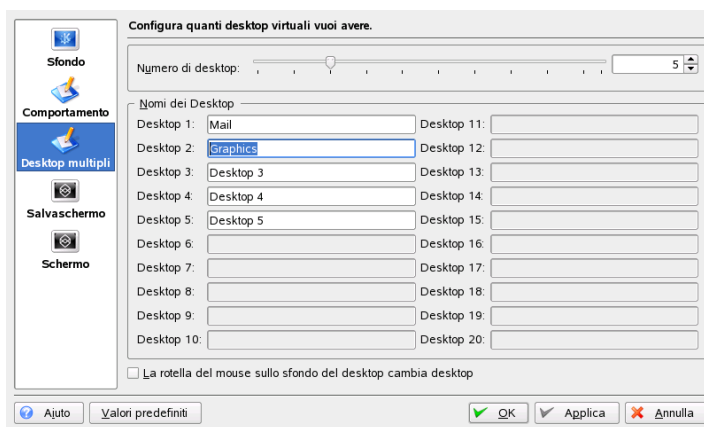 Configura quanti desktop virtuali vuoi avere.
Sfondo
Comportamento
Desktop multipli
Salvaschermo
Schermo
Numero di desktop: 5
Nomi dei Desktop
Desktop 1: Mail Desktop 11:
Desktop 2: Graphics Desktop 12:
Desktop 3: Desktop 3 Desktop 13:
Desktop 4: Desktop 4 Desktop 14:
Desktop 5: Desktop 5 Desktop 15:
Desktop 6: Desktop 16:
Desktop 7: Desktop 17:
Desktop 8: Desktop 18:
Desktop 9: Desktop 19:
Desktop 10: Desktop 20:
La rotella del mouse sullo sfondo del desktop cambia desktop
Aiuto Valori predefiniti OK Applica Annulla